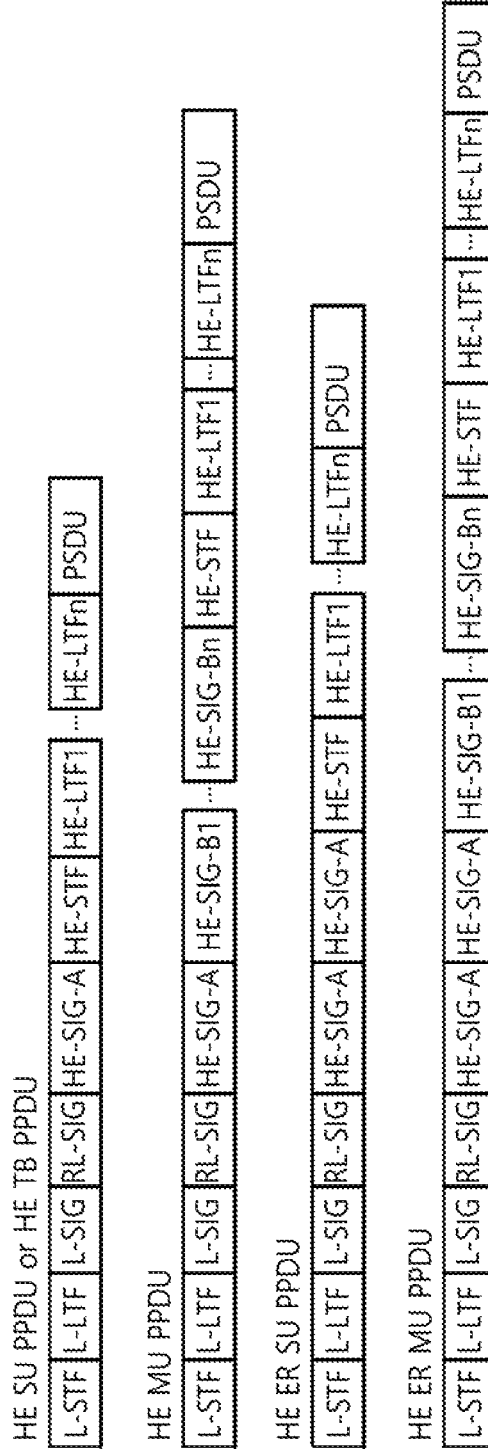 HE SU PPDU or HE TB PPDU
L-STF L-LTF L-SIG RL-SIG HE-SIG-A HE-STF HE-LTF1 ... HE-LTFn PSDU
HE MU PPDU
L-STF L-LTF L-SIG RL-SIG HE-SIG-A HE-SIG-B1 ... HE-SIG-Bn HE-STF HE-LTF1 ... HE-LTFn PSDU
HE ER SU PPDU
L-STF L-LTF L-SIG RL-SIG HE-SIG-A HE-SIG-A HE-STF HE-LTF1 ... HE-LTFn PSDU
HE ER MU PPDU
L-STF L-LTF L-SIG RL-SIG HE-SIG-A HE-SIG-A HE-SIG-B1 ... HE-SIG-Bn HE-STF HE-LTF1 ... HE-LTFn PSDU